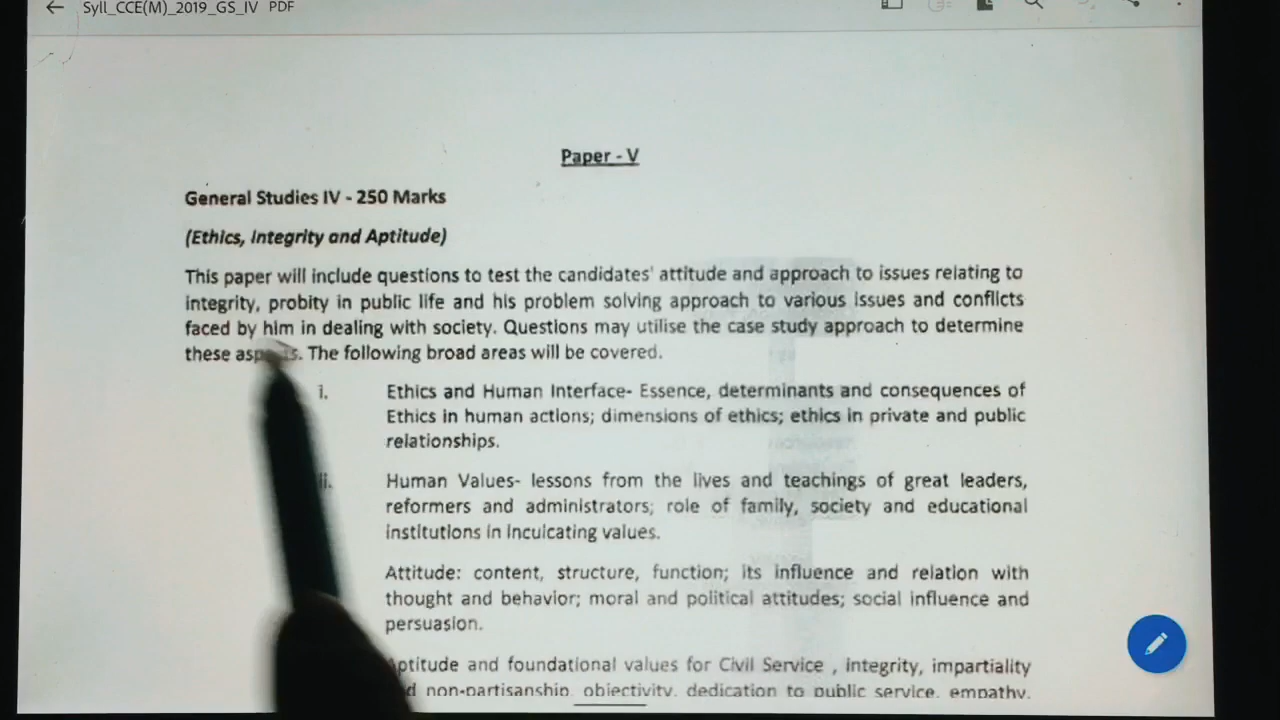 Syll_CCE(M)_2019_GS_IV PDF
Paper - V
General Studies IV - 250 Marks
(Ethics, Integrity and Aptitude)
This paper will include questions to test the candidates' attitude and approach to issues relating to
integrity, probity in public life and his problem solving approach to various issues and conflicts
faced by him in dealing with society. Questions may utilise the case study approach to determine
these The following broad areas will be covered.
i. Ethics and Human Interface- Essence, determinants and consequences of
Ethics in human actions; dimensions of ethics; ethics in private and public
relationships.
ii. Human Values- lessons from the lives and teachings of great leaders,
reformers and administrators; role of family, society and educational
institutions in inculcating values.
Attitude: content, structure, function; its influence and relation with
thought and behavior; moral and political attitudes; social influence and
persuasion.
Aptitude and foundational values for Civil Service , integrity, impartiality
non-partisanship, objectivity, dedication to public service, empathy,